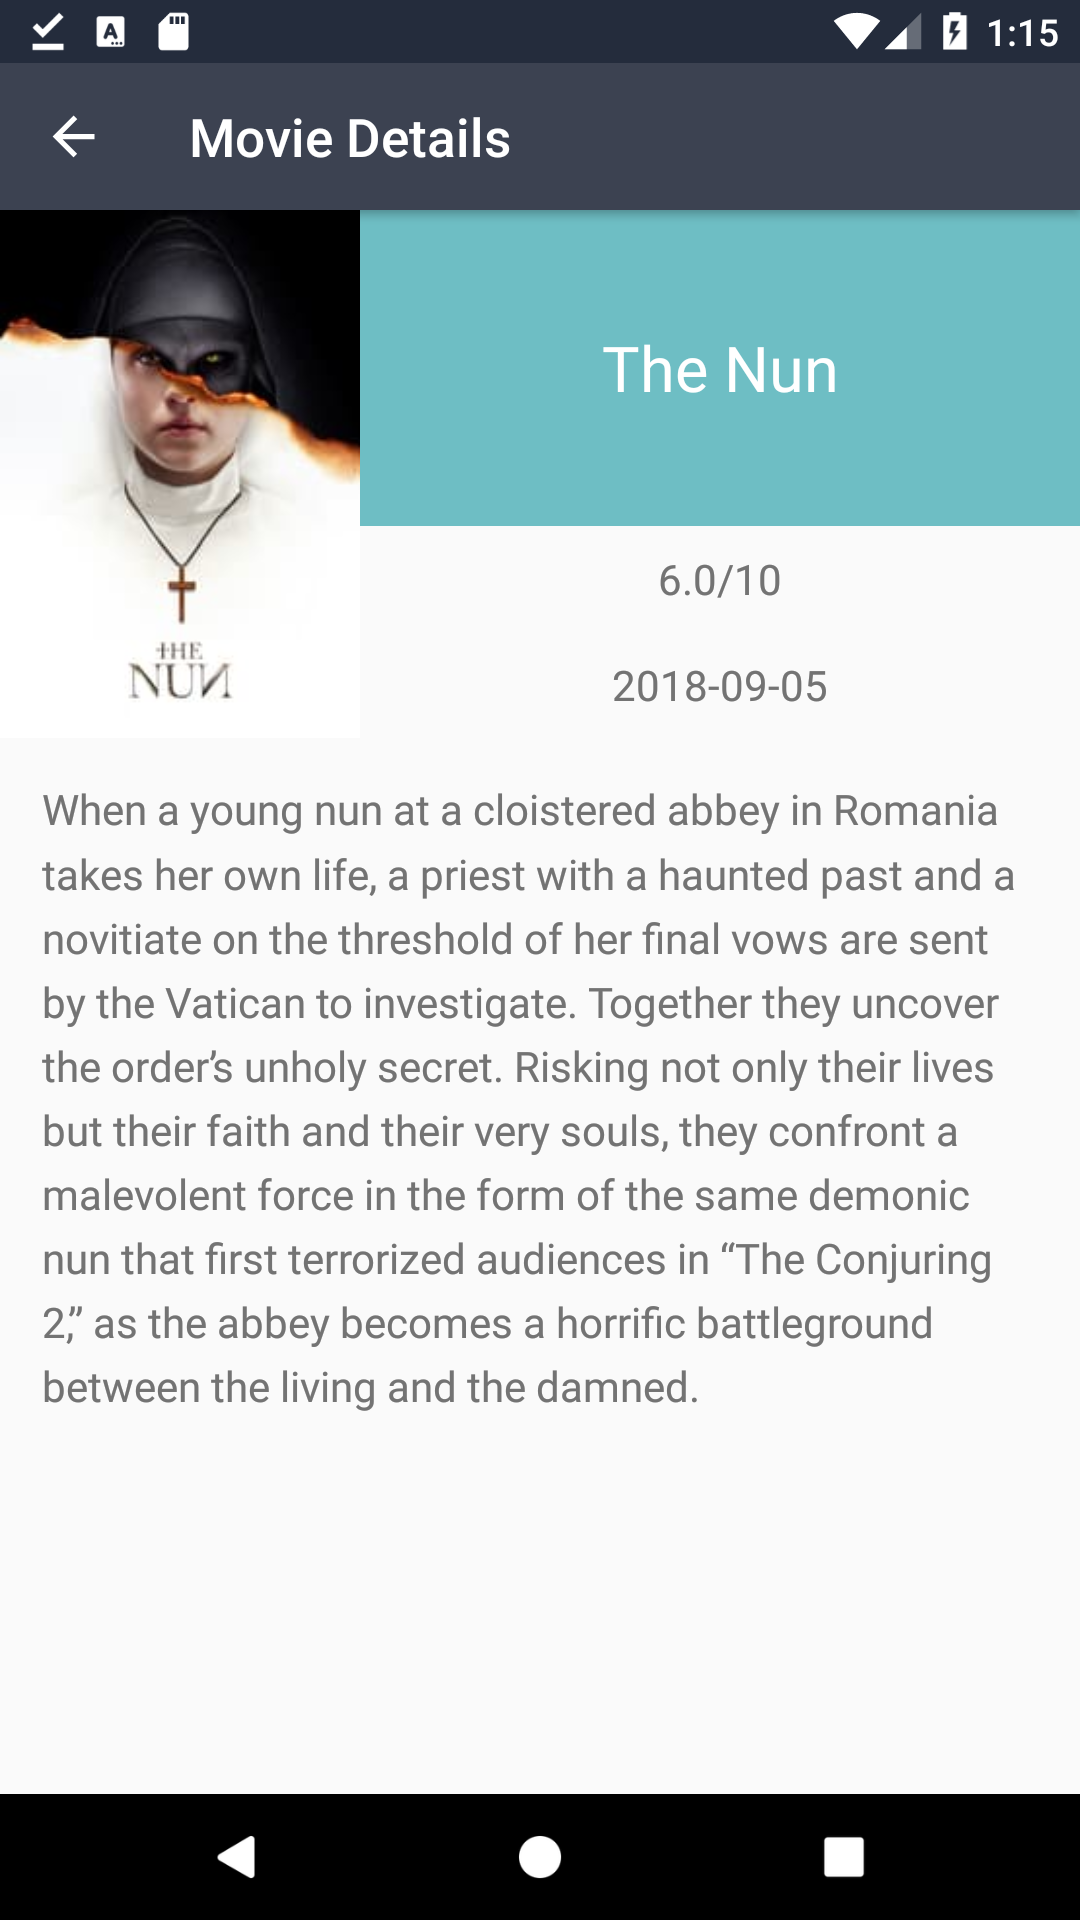 1:15
Movie Details
The Nun
THE
NUN
6.0/10
2018-09-05
When a young nun at a cloistered abbey in Romania
takes her own life, a priest with a haunted past and a
novitiate on the threshold of her final vows are sent
by the Vatican to investigate. Together they uncover
the order’s unholy secret. Risking not only their lives
but their faith and their very souls, they confront a
malevolent force in the form of the same demonic
nun that first terrorized audiences in “The Conjuring
2,” as the abbey becomes a horrific battleground
between the living and the damned.